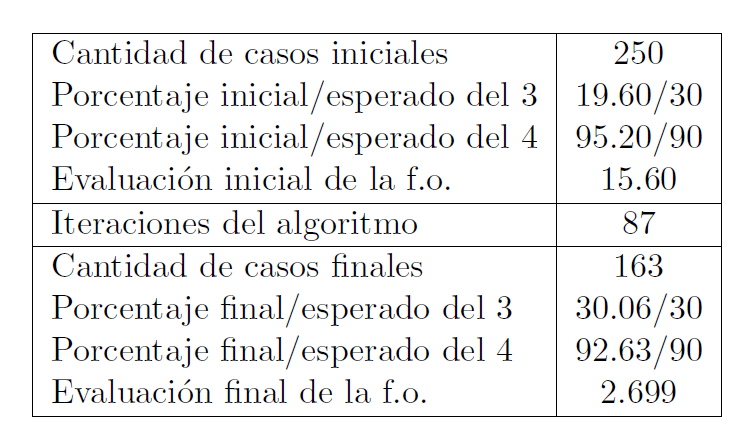 Cantidad de casos iniciales 250
Porcentaje inicial/esperado del 3 19.60/30
Porcentaje inicial/esperado del 4 95.20/90
Evaluación inicial de la f.o. 15.60
Iteraciones del algoritmo 87
Cantidad de casos finales 163
Porcentaje final/esperado del 3 30.06/30
Porcentaje final/esperado del 4 92.63/90
Evaluación final de la f.o. 2.699